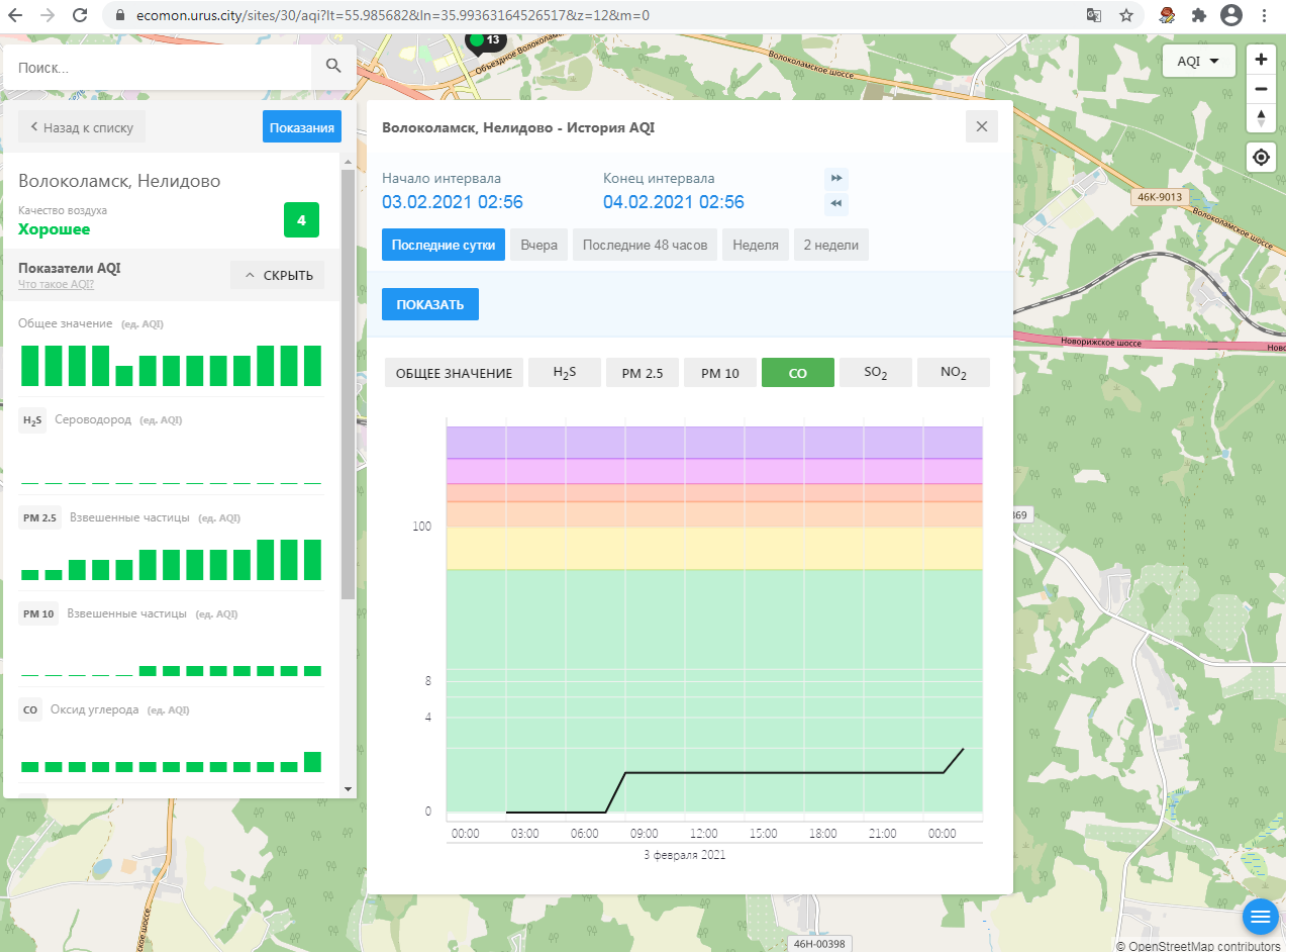 ecomon.urus.city/sites/30/aqi?lt=55.985682&ln=35.99363164526517&z=12&m=0
13
Объездное
Волоколамское шоссе
Поиск...
AQI
+
−
Назад к списку
Показания
Волоколамск, Нелидово
Качество воздуха
Хорошее
4
Показатели AQI
Что такое AQI?
СКРЫТЬ
Общее значение (ед. AQI)
H₂S Сероводород (ед. AQI)
PM 2.5 Взвешенные частицы (ед. AQI)
PM 10 Взвешенные частицы (ед. AQI)
CO Оксид углерода (ед. AQI)
Волоколамск, Нелидово - История AQI
Начало интервала
Конец интервала
03.02.2021 02:56
04.02.2021 02:56
Последние сутки
Вчера
Последние 48 часов
Неделя
2 недели
ПОКАЗАТЬ
ОБЩЕЕ ЗНАЧЕНИЕ
H₂S
PM 2.5
PM 10
CO
SO₂
NO₂
100
8
4
0
00:00 03:00 06:00 09:00 12:00 15:00 18:00 21:00 00:00
3 февраля 2021
46К-9013
Волоколамское шоссе
Новорижское шоссе
Ново
46Н-00398
© OpenStreetMap contributors